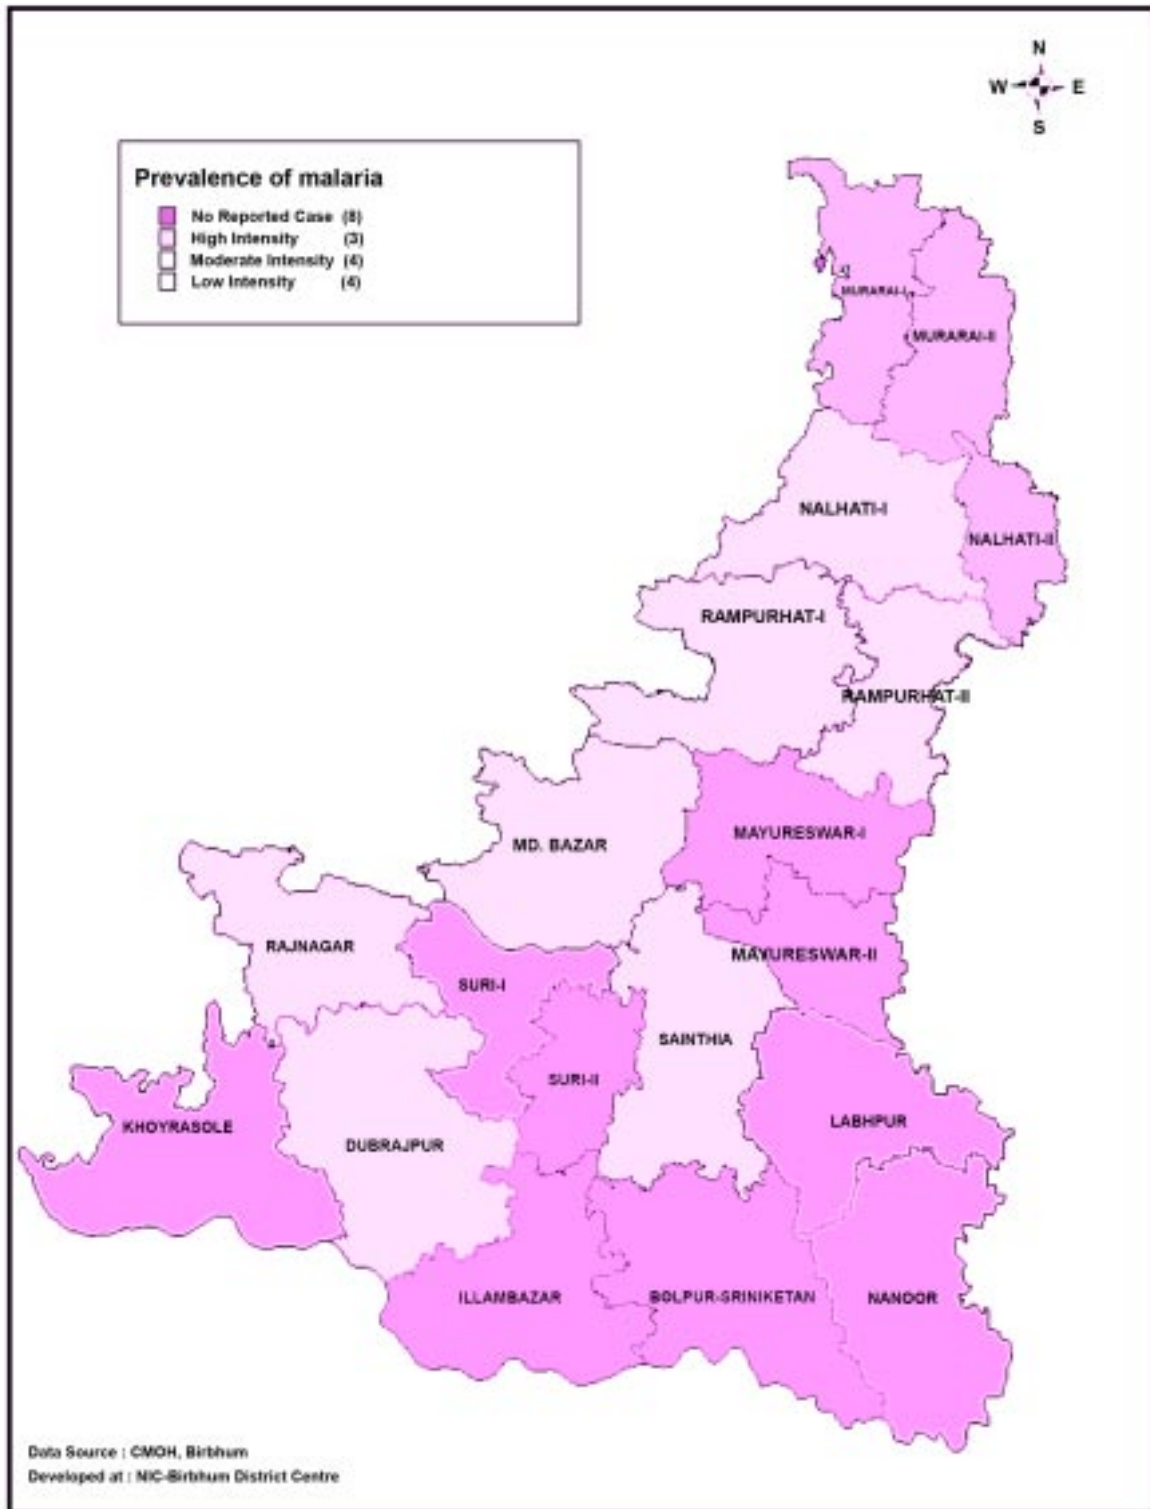 N
W E
S
Prevalence of malaria
No Reported Case (8)
High Intensity (3)
Moderate Intensity (4)
Low Intensity (4)
MURARAI-I
MURARAI-II
NALHATI-I
NALHATI-II
RAMPURHAT-I
RAMPURHAT-II
MAYURESWAR-I
MD. BAZAR
RAJNAGAR
MAYURESWAR-II
SURI-I
SAINTHIA
SURI-II
KHOYRASOLE
LABHPUR
DUBRAJPUR
ILLAMBAZAR
BOLPUR-SRINIKETAN
NANOOR
Data Source : CMOH, Birbhum
Developed at : NIC-Birbhum District Centre